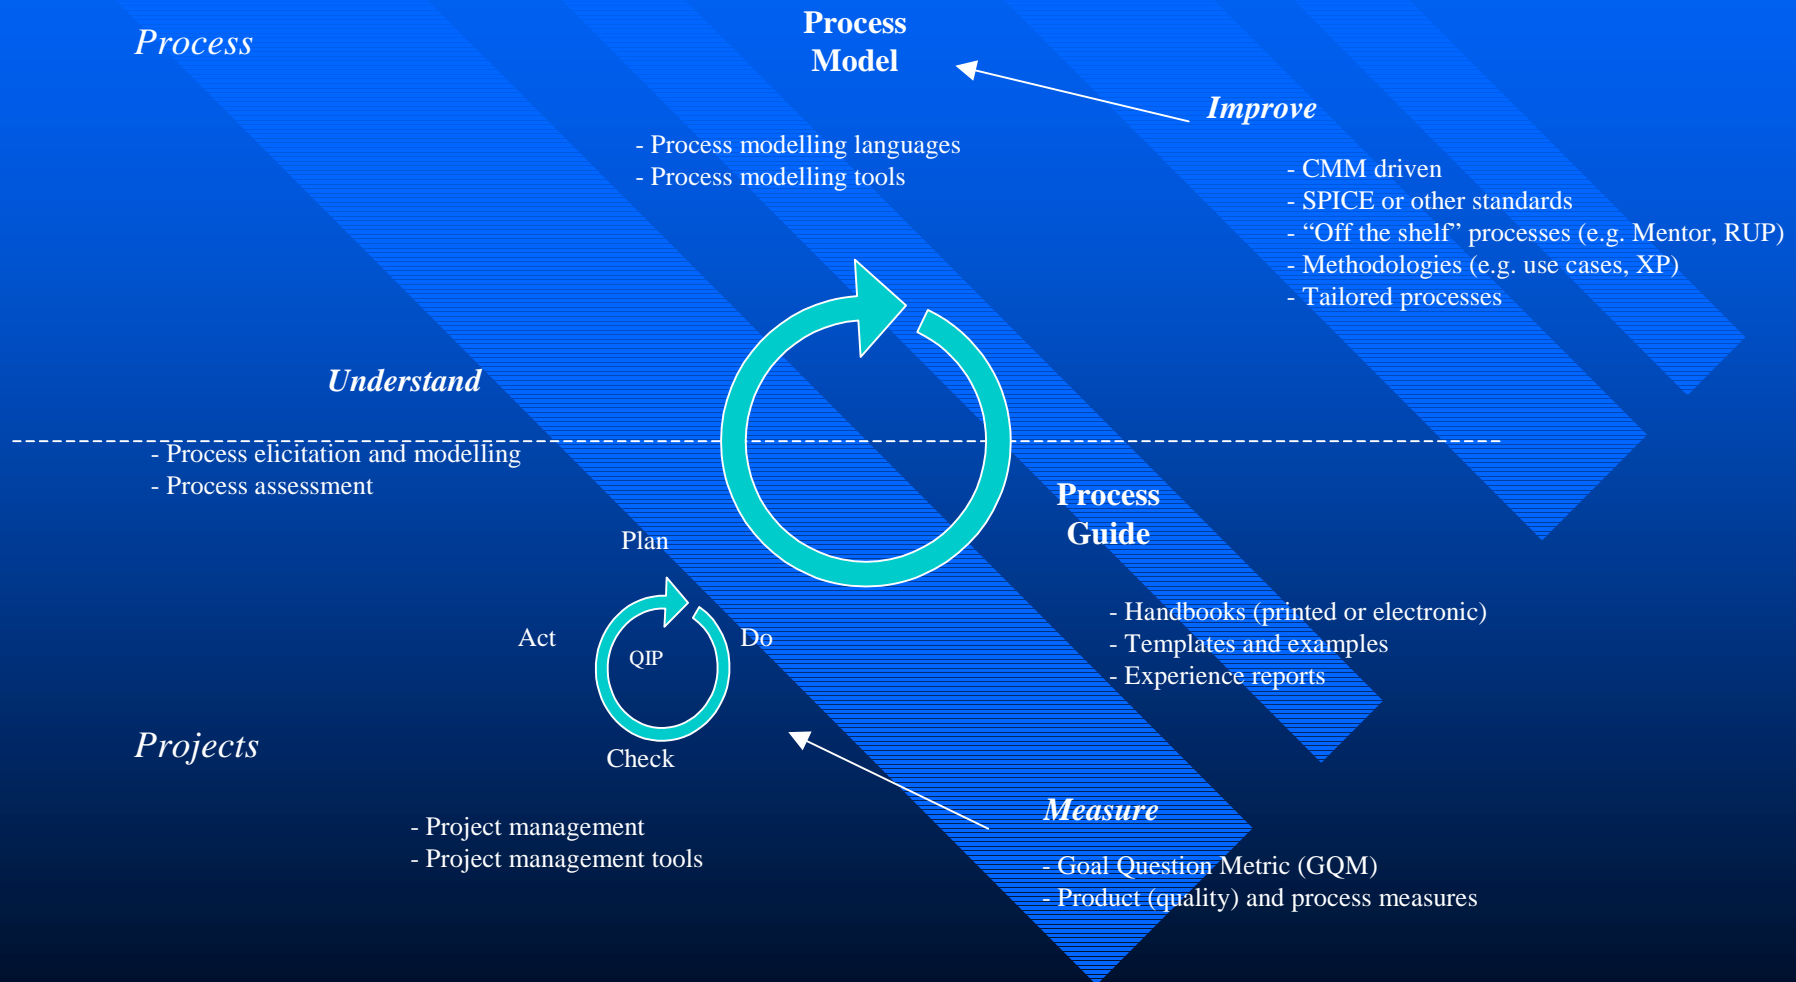 Process
Process
Model
Improve
- Process modelling languages
- Process modelling tools
- CMM driven
- SPICE or other standards
- “Off the shelf” processes (e.g. Mentor, RUP)
- Methodologies (e.g. use cases, XP)
- Tailored processes
Understand
- Process elicitation and modelling
- Process assessment
Process
Guide
- Handbooks (printed or electronic)
- Templates and examples
- Experience reports
Plan
Act
Do
QIP
Check
Projects
- Project management
- Project management tools
Measure
- Goal Question Metric (GQM)
- Product (quality) and process measures